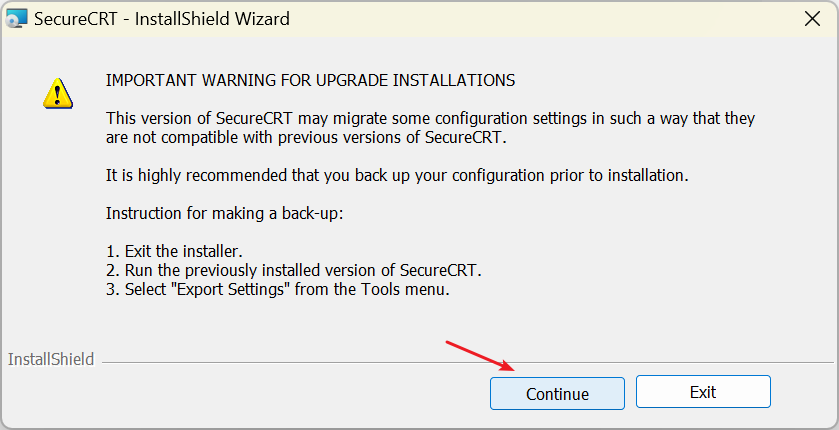 SecureCRT - InstallShield Wizard
IMPORTANT WARNING FOR UPGRADE INSTALLATIONS
This version of SecureCRT may migrate some configuration settings in such a way that they
are not compatible with previous versions of SecureCRT.
It is highly recommended that you back up your configuration prior to installation.
Instruction for making a back-up:
1. Exit the installer.
2. Run the previously installed version of SecureCRT.
3. Select "Export Settings" from the Tools menu.
InstallShield
Continue
Exit